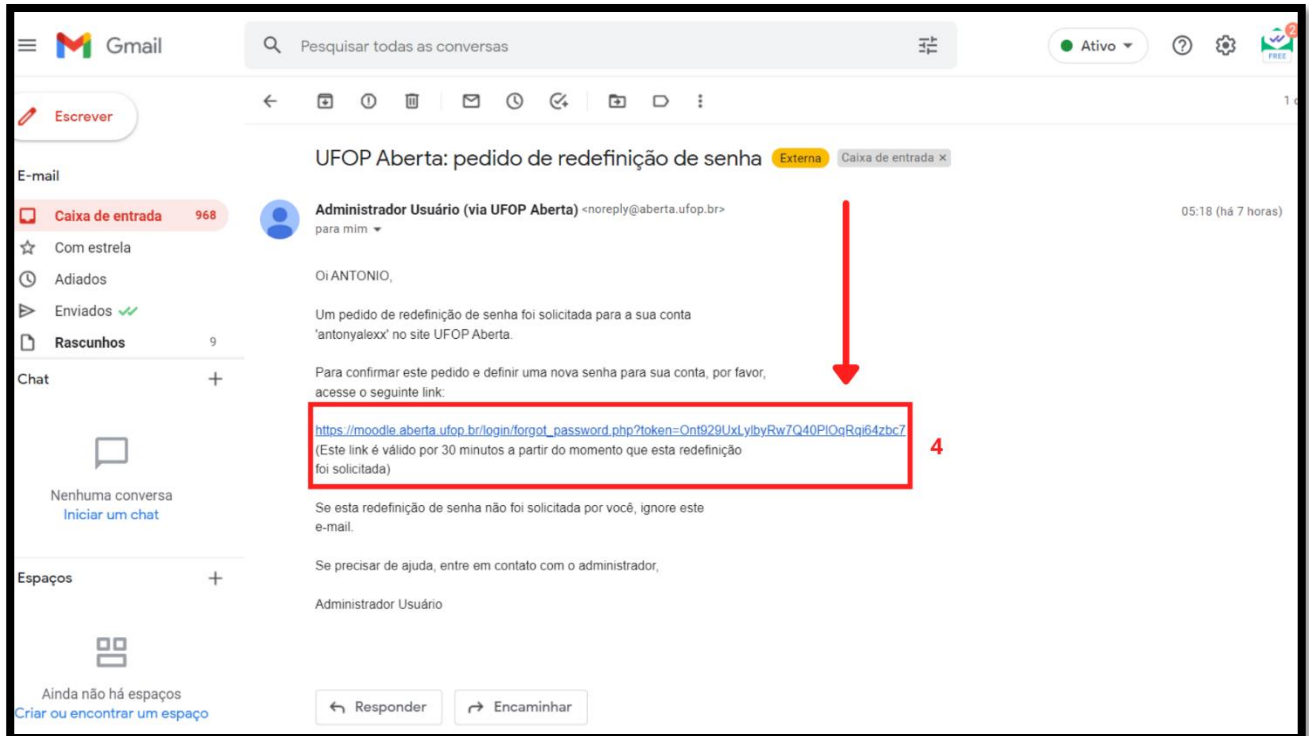 Gmail
Pesquisar todas as conversas
Ativo
2
FREE
Escrever
1
UFOP Aberta: pedido de redefinição de senha Externa Caixa de entrada ×
E-mail
Caixa de entrada 968
Administrador Usuário (via UFOP Aberta) <noreply@aberta.ufop.br>
05:18 (há 7 horas)
para mim
Com estrela
Adiados
Enviados
Rascunhos 9
Oi ANTONIO,
Um pedido de redefinição de senha foi solicitada para a sua conta
'antonyalexx' no site UFOP Aberta.
Para confirmar este pedido e definir uma nova senha para sua conta, por favor,
acesse o seguinte link:
https://moodle.aberta.ufop.br/login/forgot_password.php?token=Ont929UxLylbyRw7Q40PIOqRqi64zbc7
(Este link é válido por 30 minutos a partir do momento que esta redefinição
foi solicitada)
4
Se esta redefinição de senha não foi solicitada por você, ignore este
e-mail.
Se precisar de ajuda, entre em contato com o administrador,
Administrador Usuário
Chat +
Nenhuma conversa
Iniciar um chat
Espaços +
Ainda não há espaços
Criar ou encontrar um espaço
Responder
Encaminhar